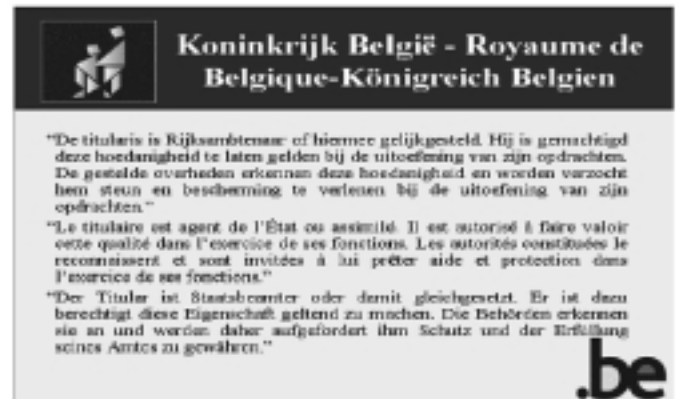 Koninkrijk België - Royaume de
Belgique-Königreich Belgien
"De titularis is Rijksambtenaar of hiermee gelijkgesteld. Hij is gemachtigd
deze hoedanigheid te laten gelden bij de uitoefening van zijn opdrachten.
De gestelde overheden erkennen deze hoedanigheid en worden verzocht
hem steun en bescherming te verlenen bij de uitoefening van zijn
opdrachten."
"Le titulaire est agent de l'État ou assimilé. Il est autorisé à faire valoir
cette qualité dans l'exercice de ses fonctions. Les autorités constituées le
reconnaissent et sont invitées à lui prêter aide et protection dans
l'exercice de ses fonctions."
"Der Titular ist Staatsbeamter oder damit gleichgesetzt. Er ist dazu
berechtigt diese Eigenschaft geltend zu machen. Die Behörden erkennen
sie an und werden daher aufgefordert ihm Schutz und der Erfüllung
seines Amtes zu gewähren."
.be